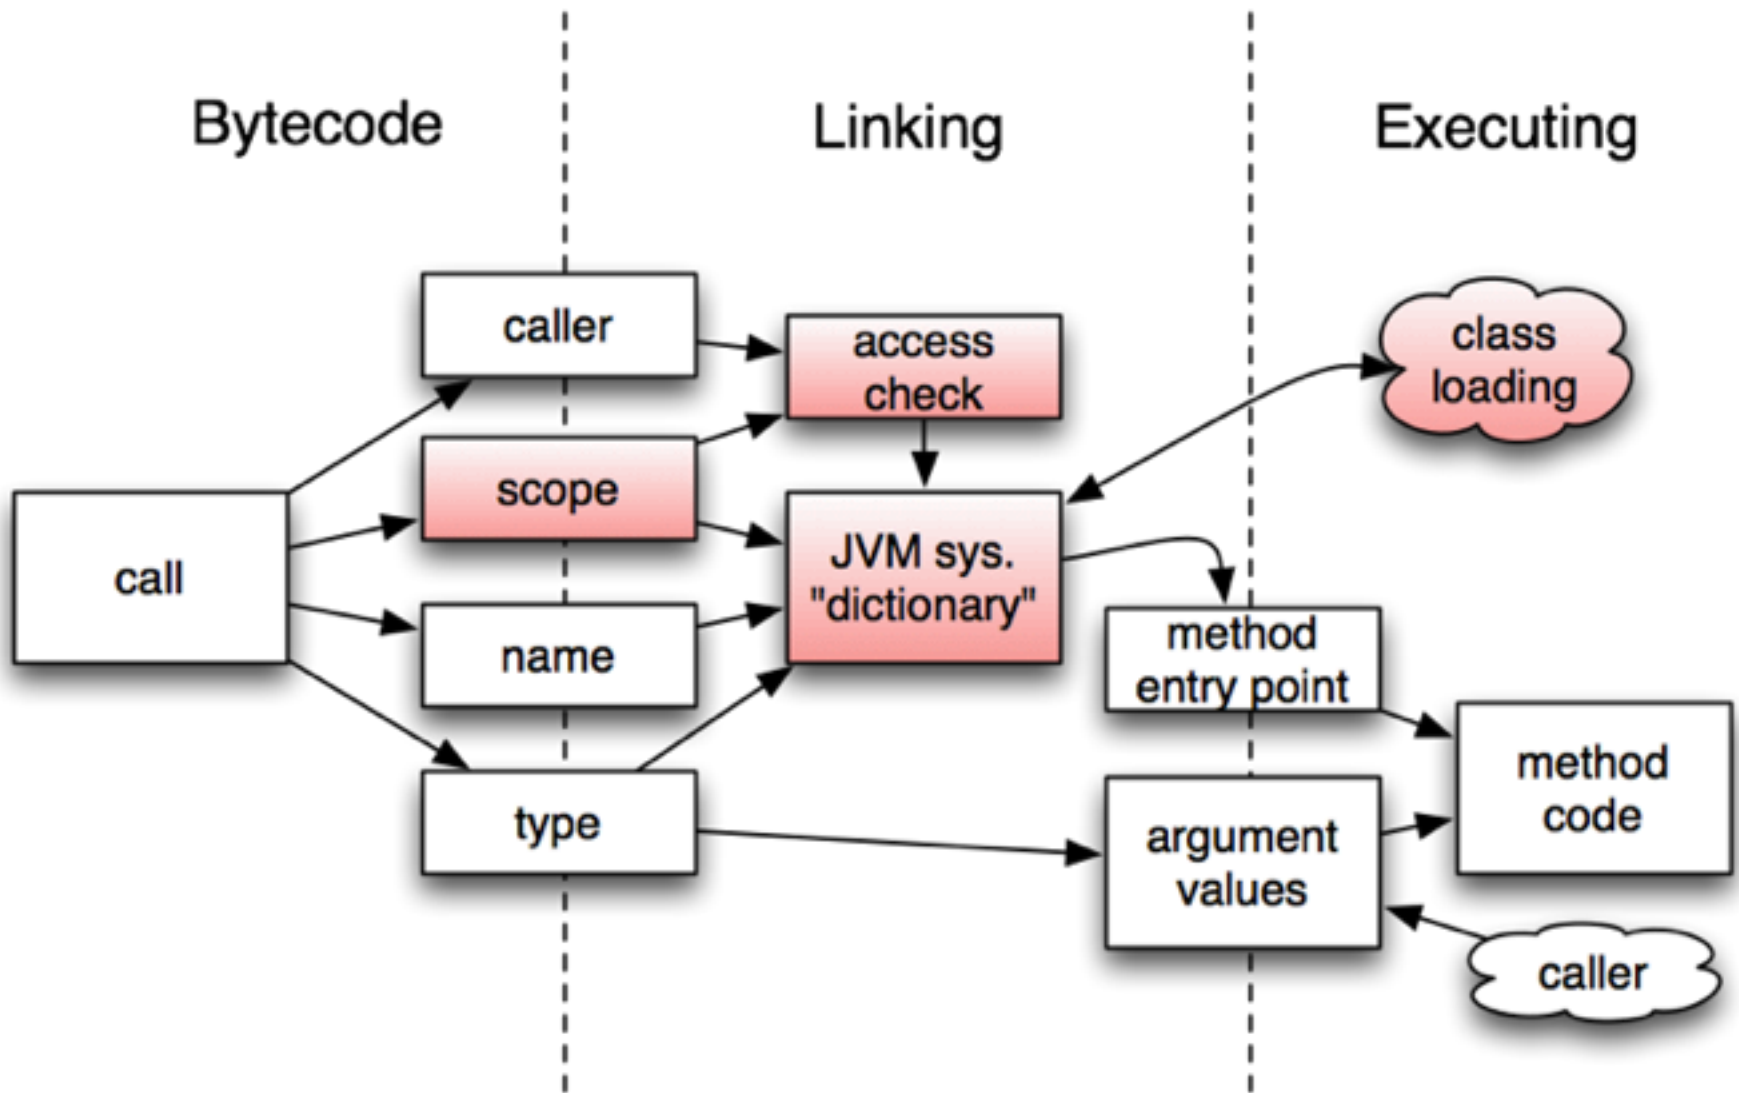 Bytecode
Linking
Executing
caller
access
check
class
loading
scope
call
JVM sys.
"dictionary"
name
method
entry point
type
method
code
argument
values
caller